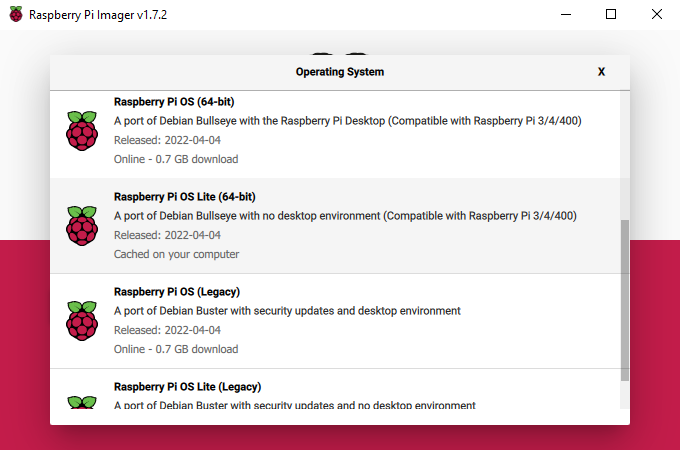 Raspberry Pi Imager v1.7.2
Operating System
X
Raspberry Pi OS (64-bit)
A port of Debian Bullseye with the Raspberry Pi Desktop (Compatible with Raspberry Pi 3/4/400)
Released: 2022-04-04
Online - 0.7 GB download
Raspberry Pi OS Lite (64-bit)
A port of Debian Bullseye with no desktop environment (Compatible with Raspberry Pi 3/4/400)
Released: 2022-04-04
Cached on your computer
Raspberry Pi OS (Legacy)
A port of Debian Buster with security updates and desktop environment
Released: 2022-04-04
Online - 0.7 GB download
Raspberry Pi OS Lite (Legacy)
A port of Debian Buster with security updates and no desktop environment